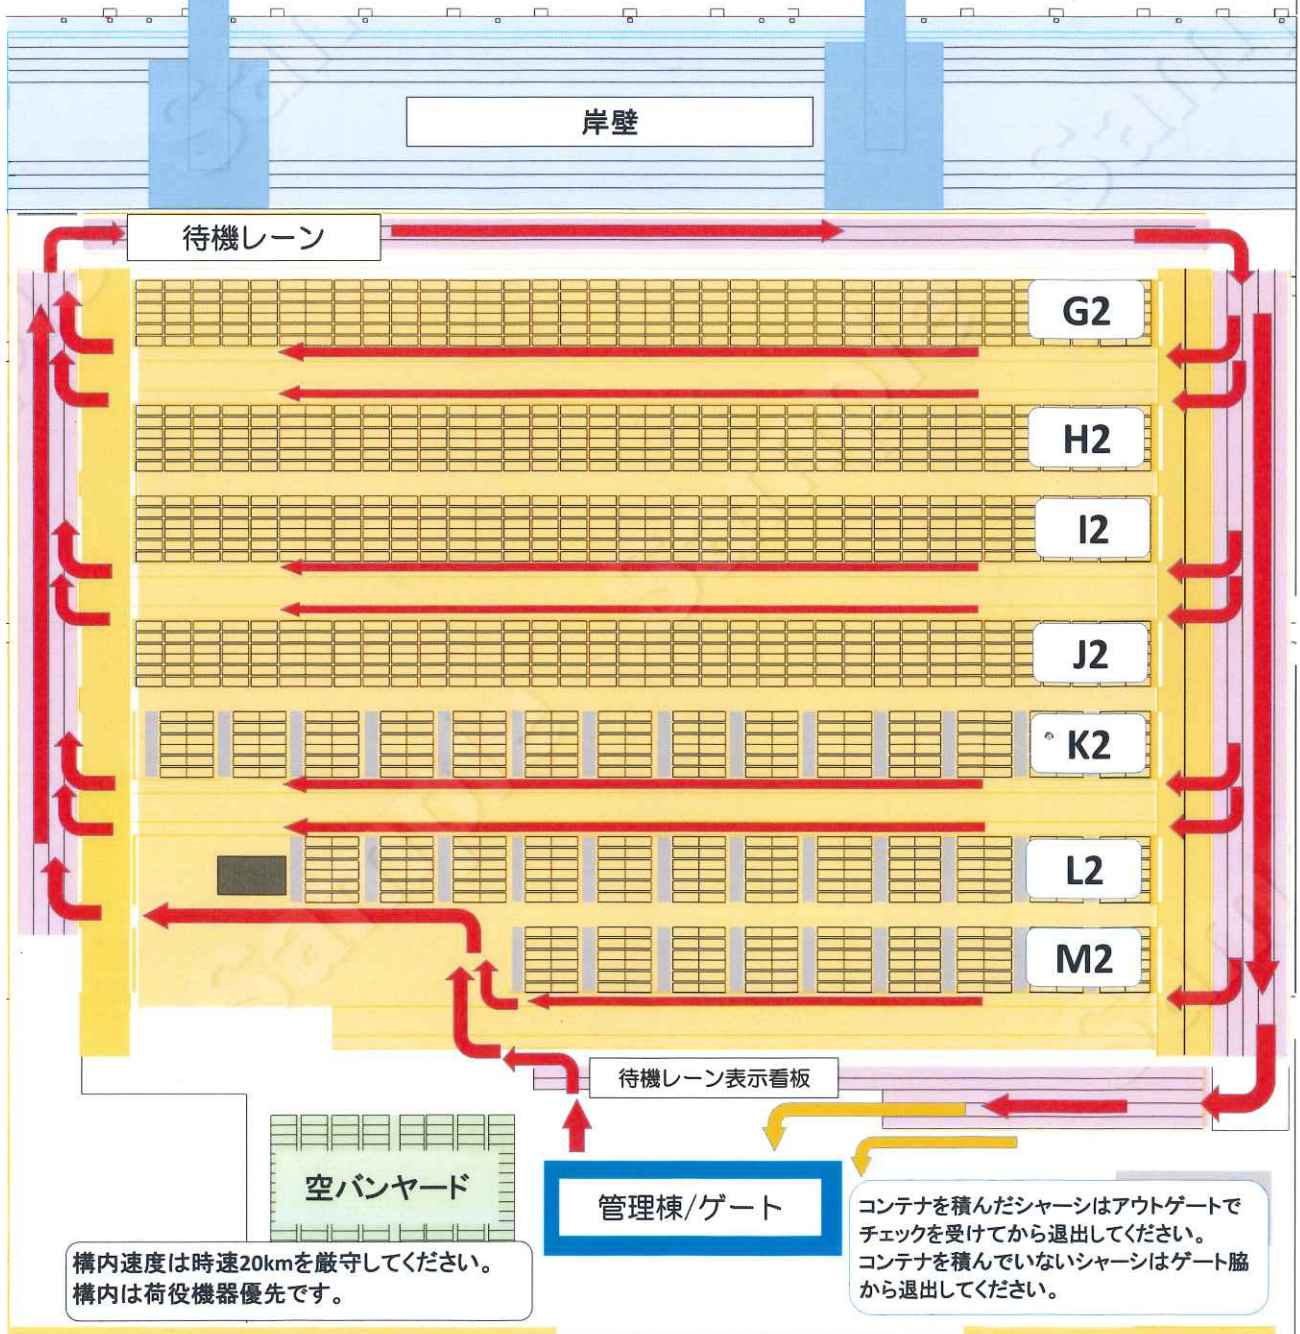 岸壁
待機レーン
G2
H2
I2
J2
K2
L2
M2
待機レーン表示看板
空バンヤード
管理棟/ゲート
構内速度は時速20kmを厳守してください。
構内は荷役機器優先です。
コンテナを積んだシャーシはアウトゲートで
チェックを受けてから退出してください。
コンテナを積んでいないシャーシはゲート脇
から退出してください。
Sample
Sample
Sample